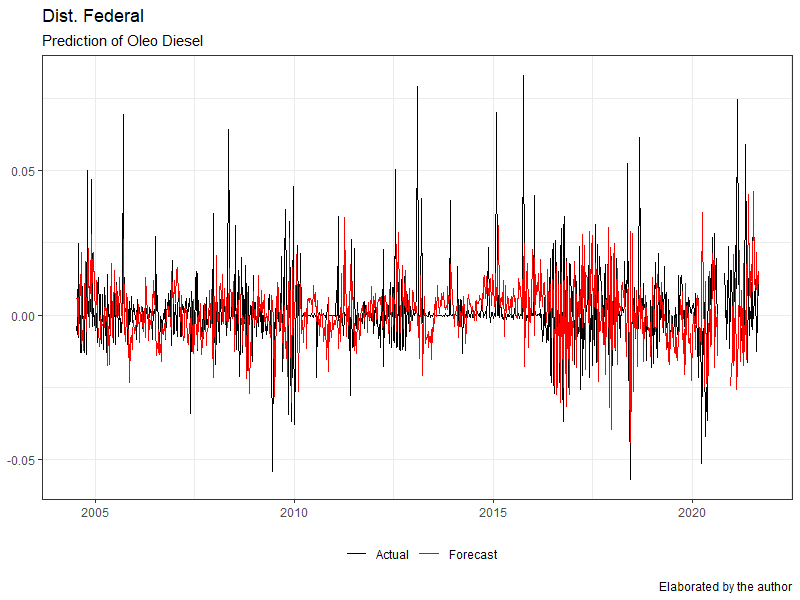 Dist. Federal
Prediction of Oleo Diesel
0.05
0.00
-0.05
2005 2010 2015 2020
Actual Forecast
Elaborated by the author